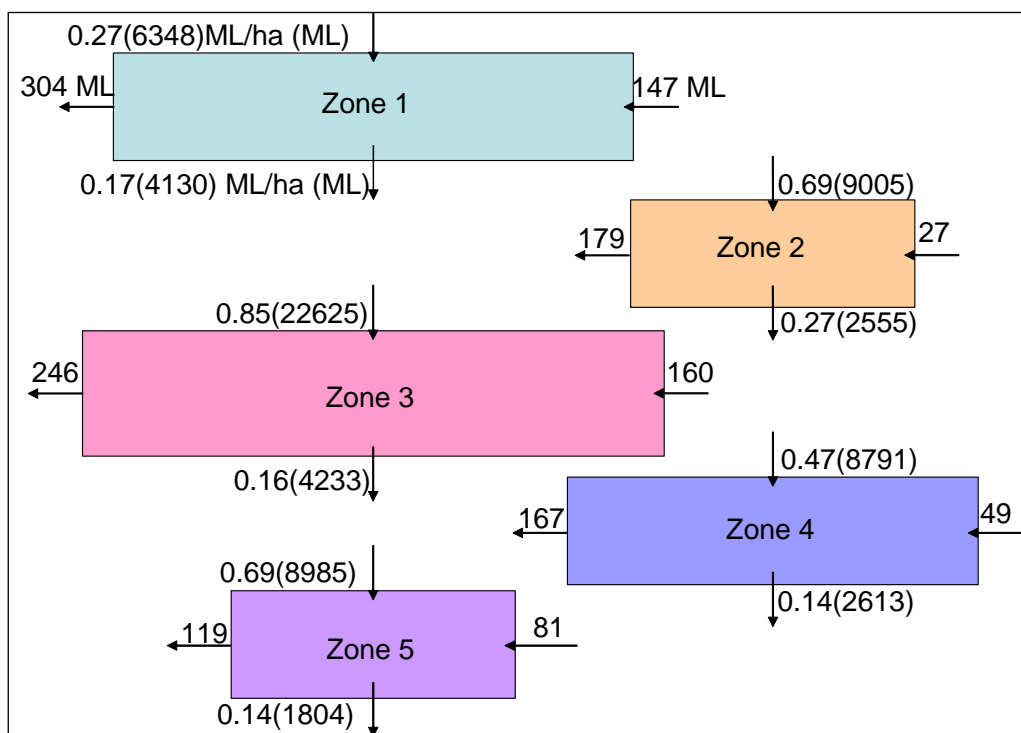 0.27(6348)ML/ha (ML)
304 ML
Zone 1
147 ML
0.17(4130) ML/ha (ML)
0.69(9005)
179
Zone 2
27
0.27(2555)
0.85(22625)
246
Zone 3
160
0.16(4233)
0.47(8791)
167
Zone 4
49
0.14(2613)
0.69(8985)
119
Zone 5
81
0.14(1804)